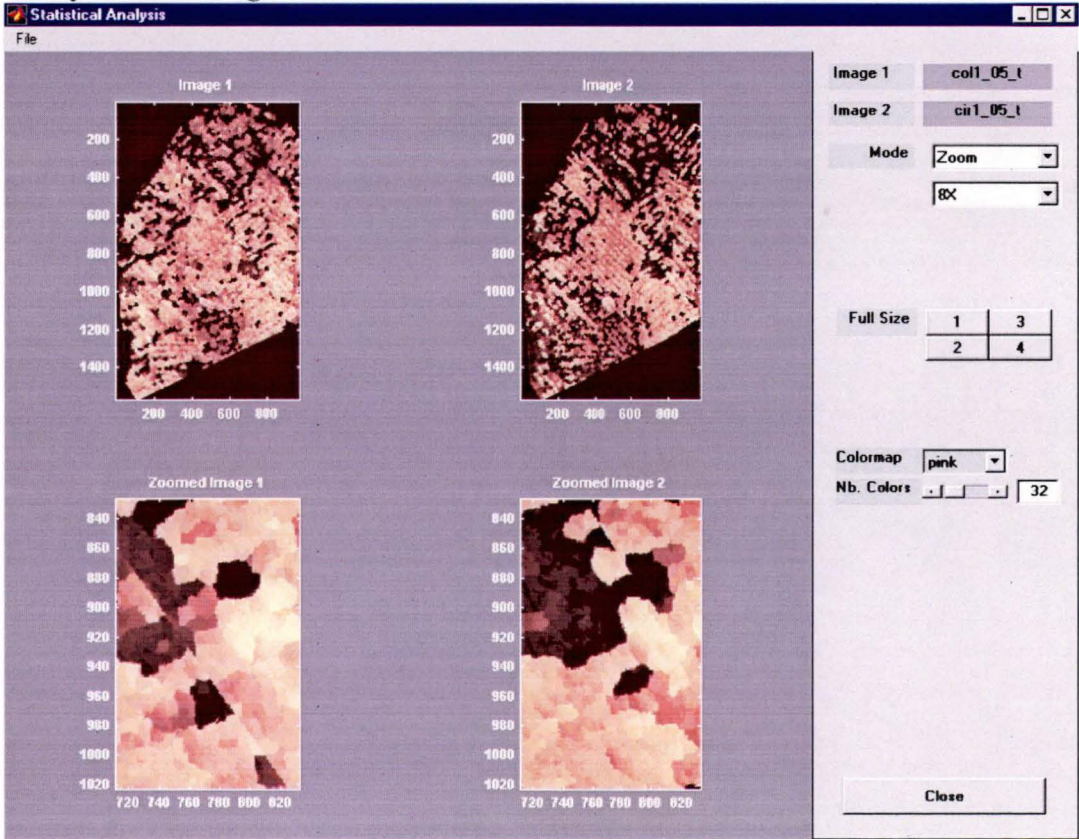 Statistical Analysis
File
Image 1
200
400
600
800
1000
1200
1400
200 400 600 800
Image 2
200
400
600
800
1000
1200
1400
200 400 600 800
Zoomed Image 1
840
860
880
900
920
940
960
980
1000
1020
720 740 760 780 800 820
Zoomed Image 2
840
860
880
900
920
940
960
980
1000
1020
720 740 760 780 800 820
Image 1 col1_05_t
Image 2 cir1_05_t
Mode Zoom
8X
Full Size 1 3
2 4
Colormap pink
Nb. Colors 32
Close